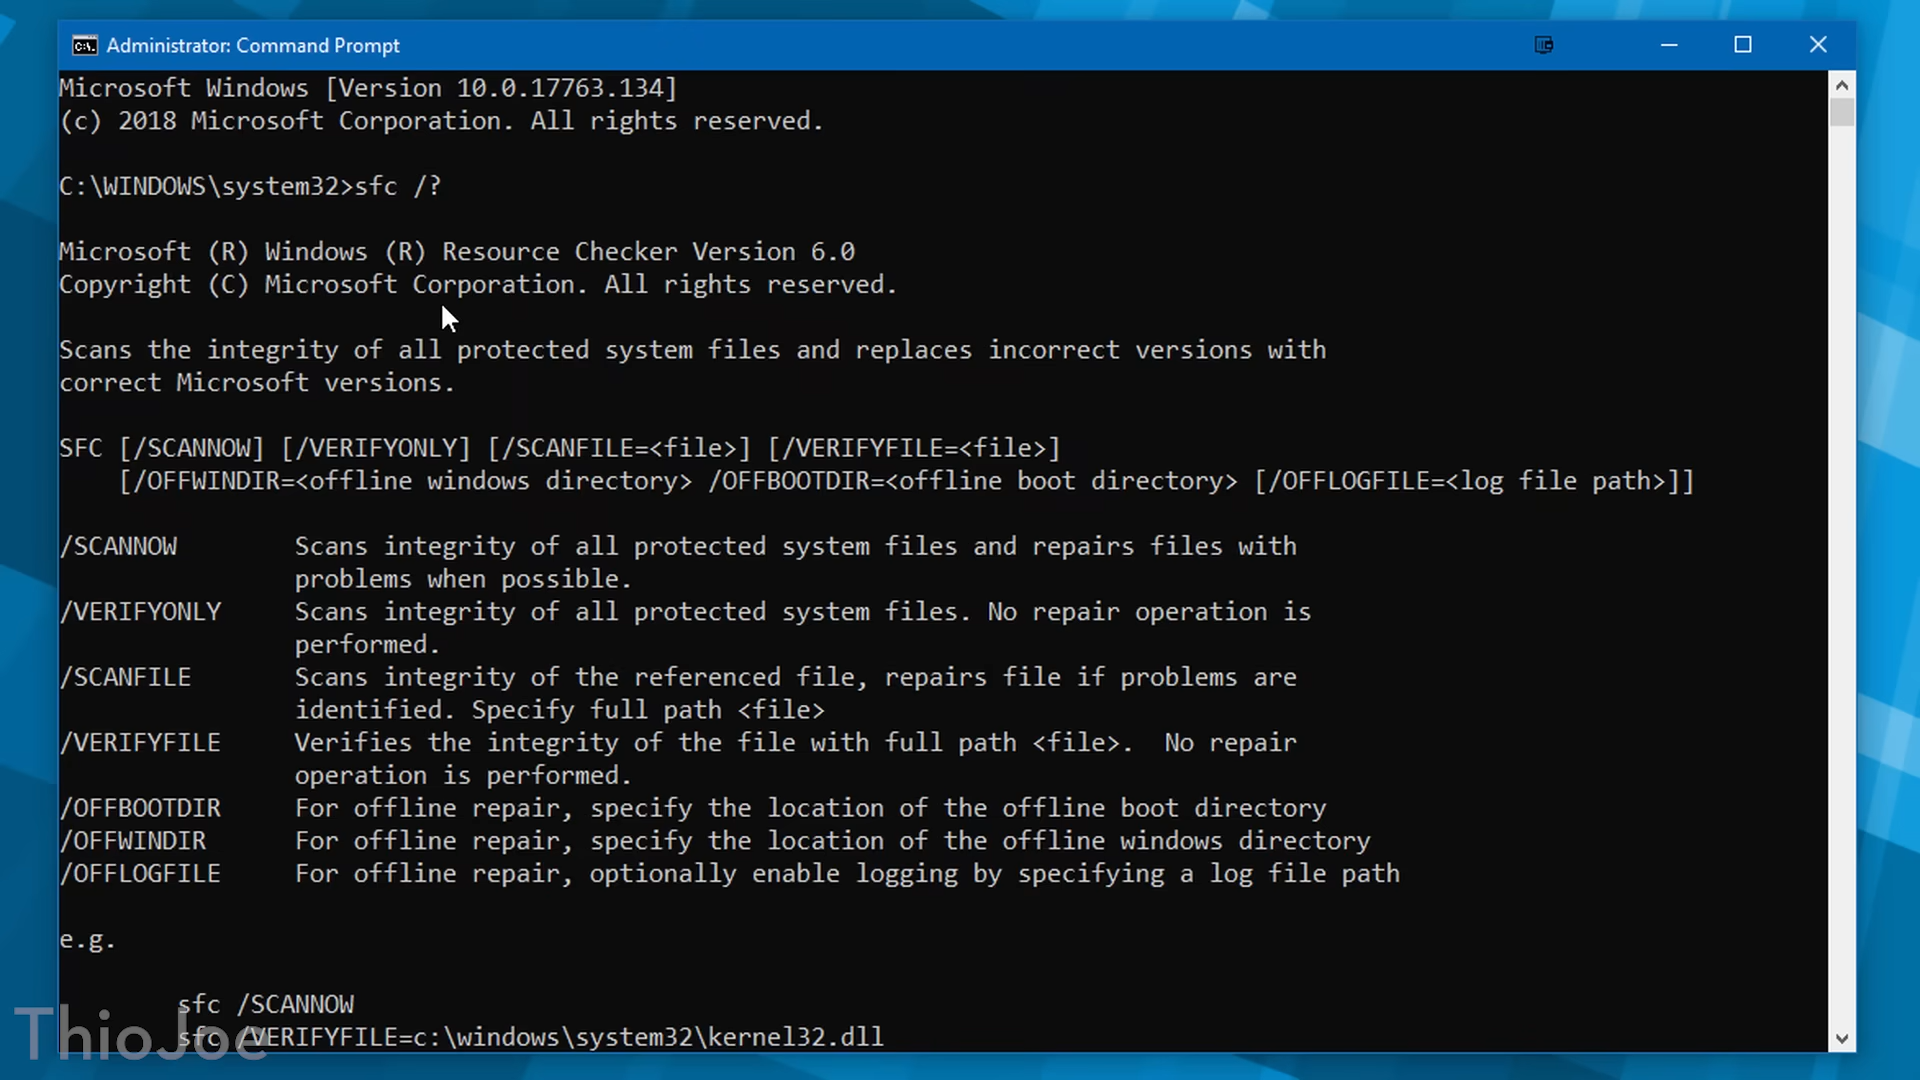 Administrator: Command Prompt
Microsoft Windows [Version 10.0.17763.134]
(c) 2018 Microsoft Corporation. All rights reserved.
C:\WINDOWS\system32>sfc /?
Microsoft (R) Windows (R) Resource Checker Version 6.0
Copyright (C) Microsoft Corporation. All rights reserved.
Scans the integrity of all protected system files and replaces incorrect versions with
correct Microsoft versions.
SFC [/SCANNOW] [/VERIFYONLY] [/SCANFILE=<file>] [/VERIFYFILE=<file>]
[/OFFWINDIR=<offline windows directory> /OFFBOOTDIR=<offline boot directory> [/OFFLOGFILE=<log file path>]]
/SCANNOW Scans integrity of all protected system files and repairs files with
problems when possible.
/VERIFYONLY Scans integrity of all protected system files. No repair operation is
performed.
/SCANFILE Scans integrity of the referenced file, repairs file if problems are
identified. Specify full path <file>
/VERIFYFILE Verifies the integrity of the file with full path <file>.  No repair
operation is performed.
/OFFBOOTDIR For offline repair, specify the location of the offline boot directory
/OFFWINDIR For offline repair, specify the location of the offline windows directory
/OFFLOGFILE For offline repair, optionally enable logging by specifying a log file path
e.g.
sfc /SCANNOW
sfc /VERIFYFILE=c:\windows\system32\kernel32.dll
ThioJoe